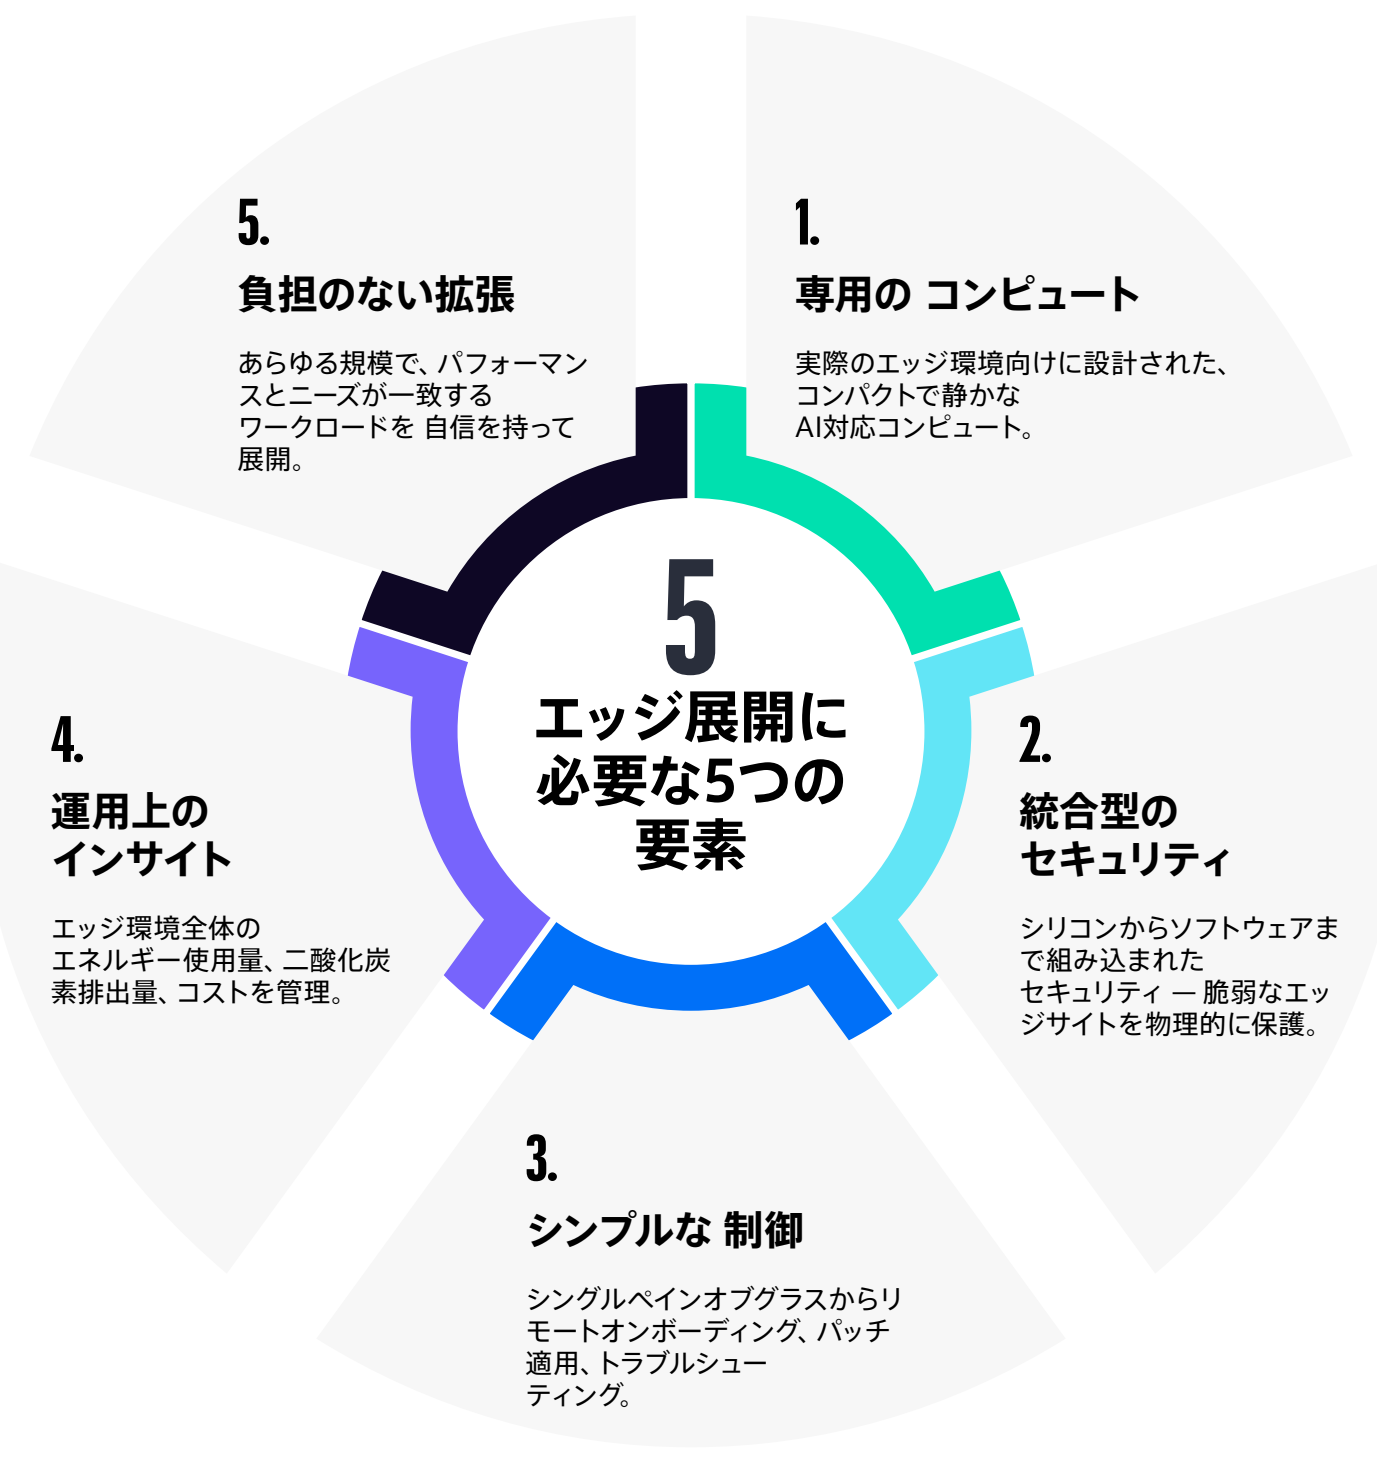 5
エッジ展開に
必要な5つの
要素
1.
専用の コンピュート
実際のエッジ環境向けに設計された、
コンパクトで静かな
AI対応コンピュート。
2.
統合型の
セキュリティ
シリコンからソフトウェアま
で組み込まれた
セキュリティ — 脆弱なエッ
ジサイトを物理的に保護。
3.
シンプルな 制御
シングルペインオブグラスからリ
モートオンボーディング、パッチ
適用、トラブルシュー
ティング。
4.
運用上の
インサイト
エッジ環境全体の
エネルギー使用量、二酸化炭
素排出量、コストを管理。
5.
負担のない拡張
あらゆる規模で、パフォーマン
スとニーズが一致する
ワークロードを 自信を持って
展開。